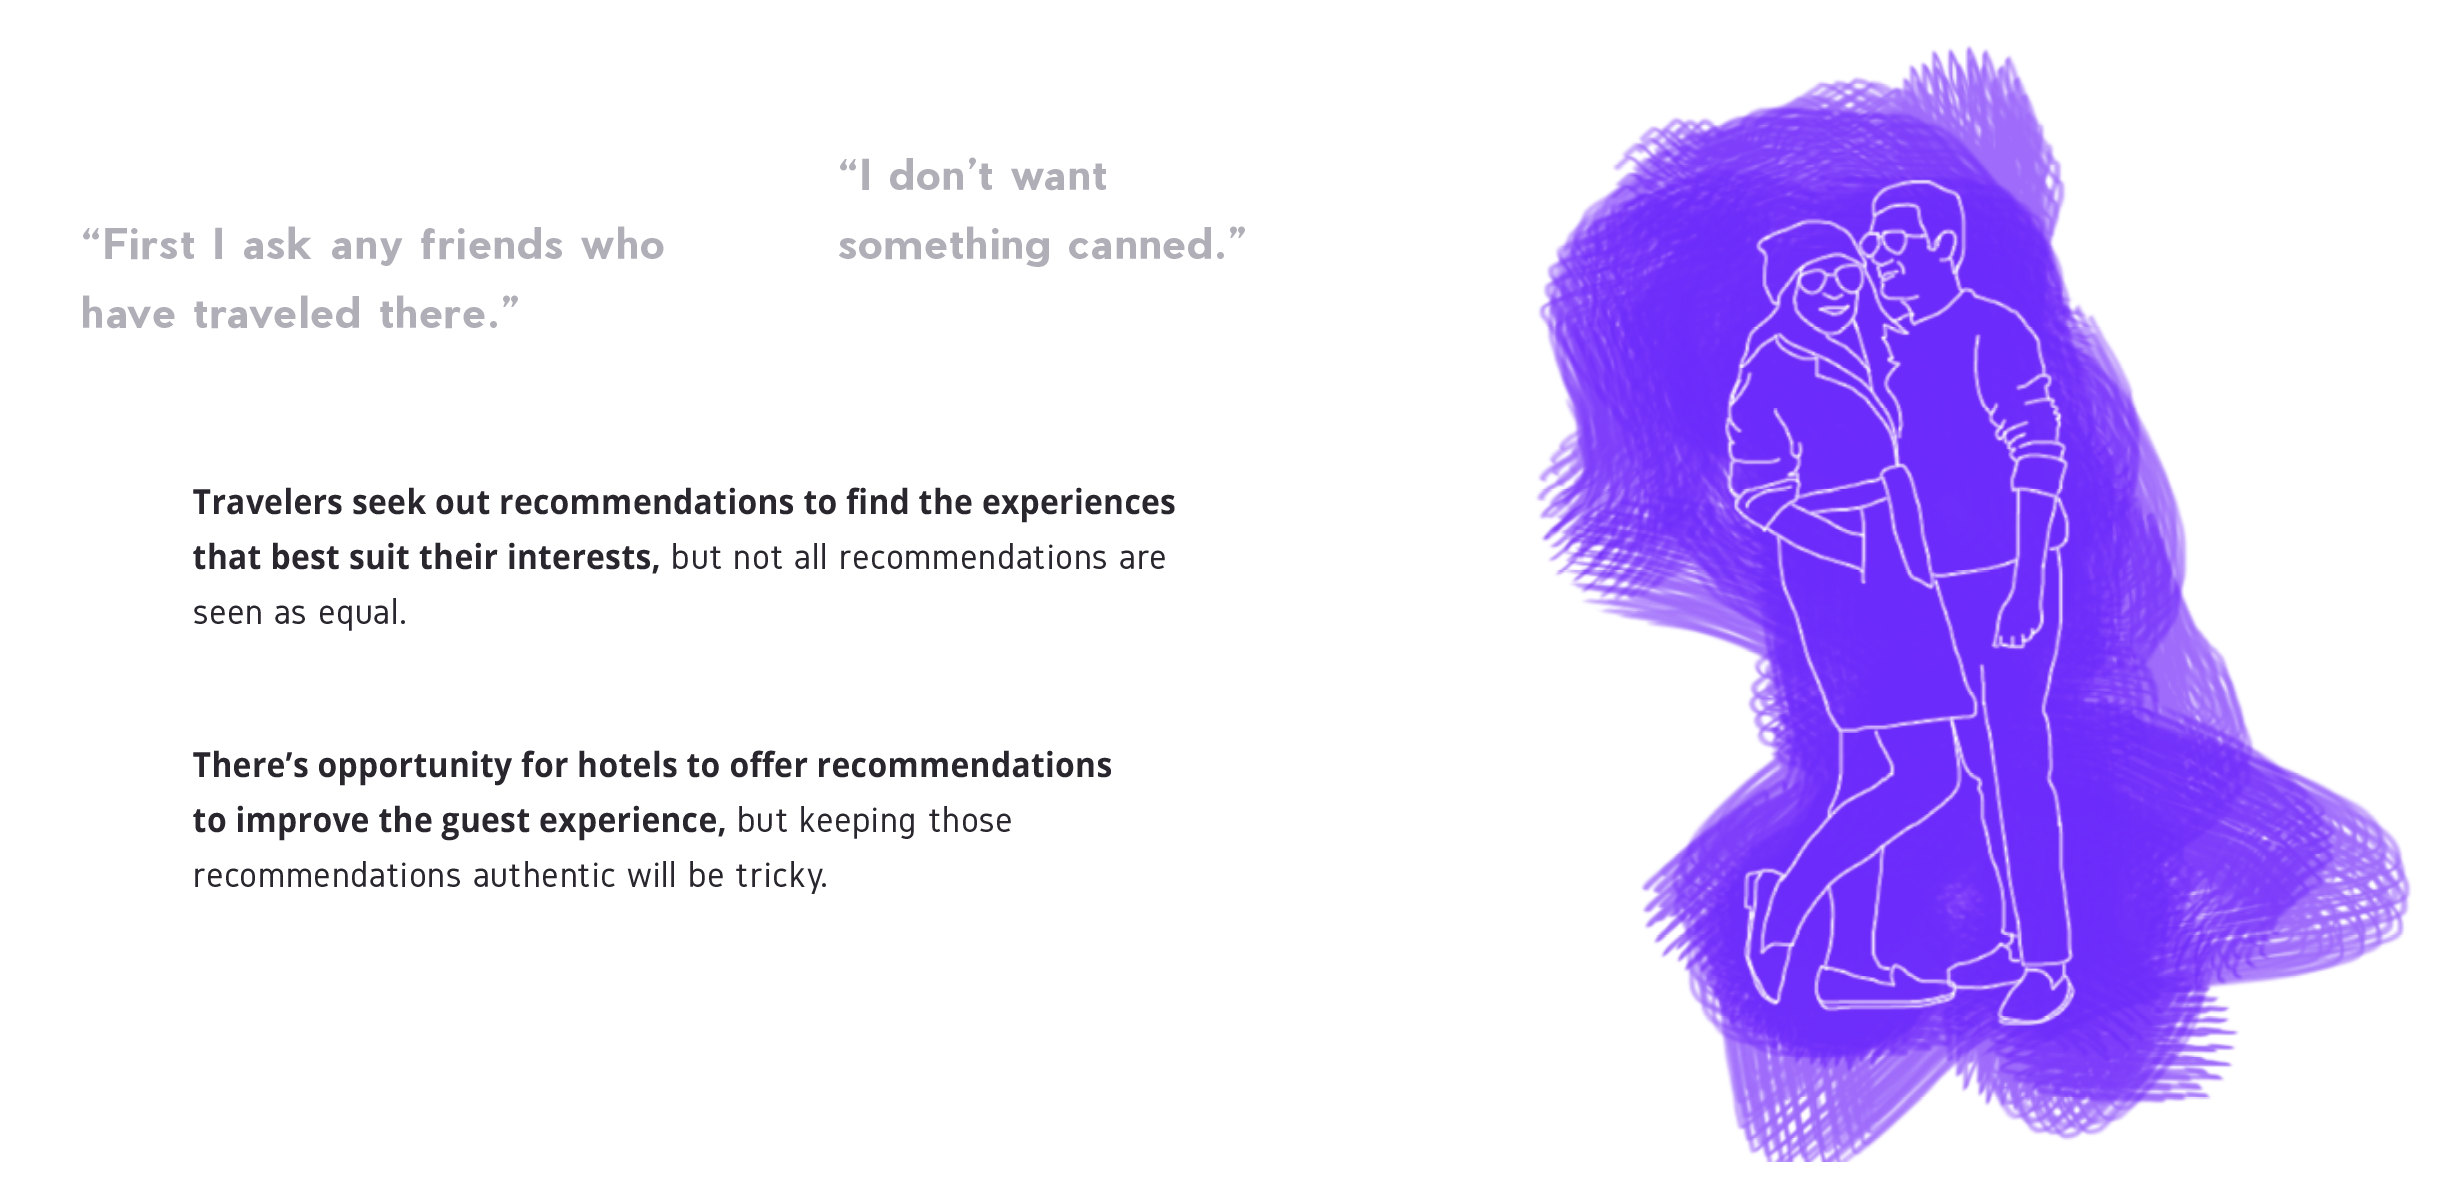 “First I ask any friends who
have traveled there.”
“I don’t want
something canned.”
Travelers seek out recommendations to find the experiences
that best suit their interests, but not all recommendations are
seen as equal.
There’s opportunity for hotels to offer recommendations
to improve the guest experience, but keeping those
recommendations authentic will be tricky.